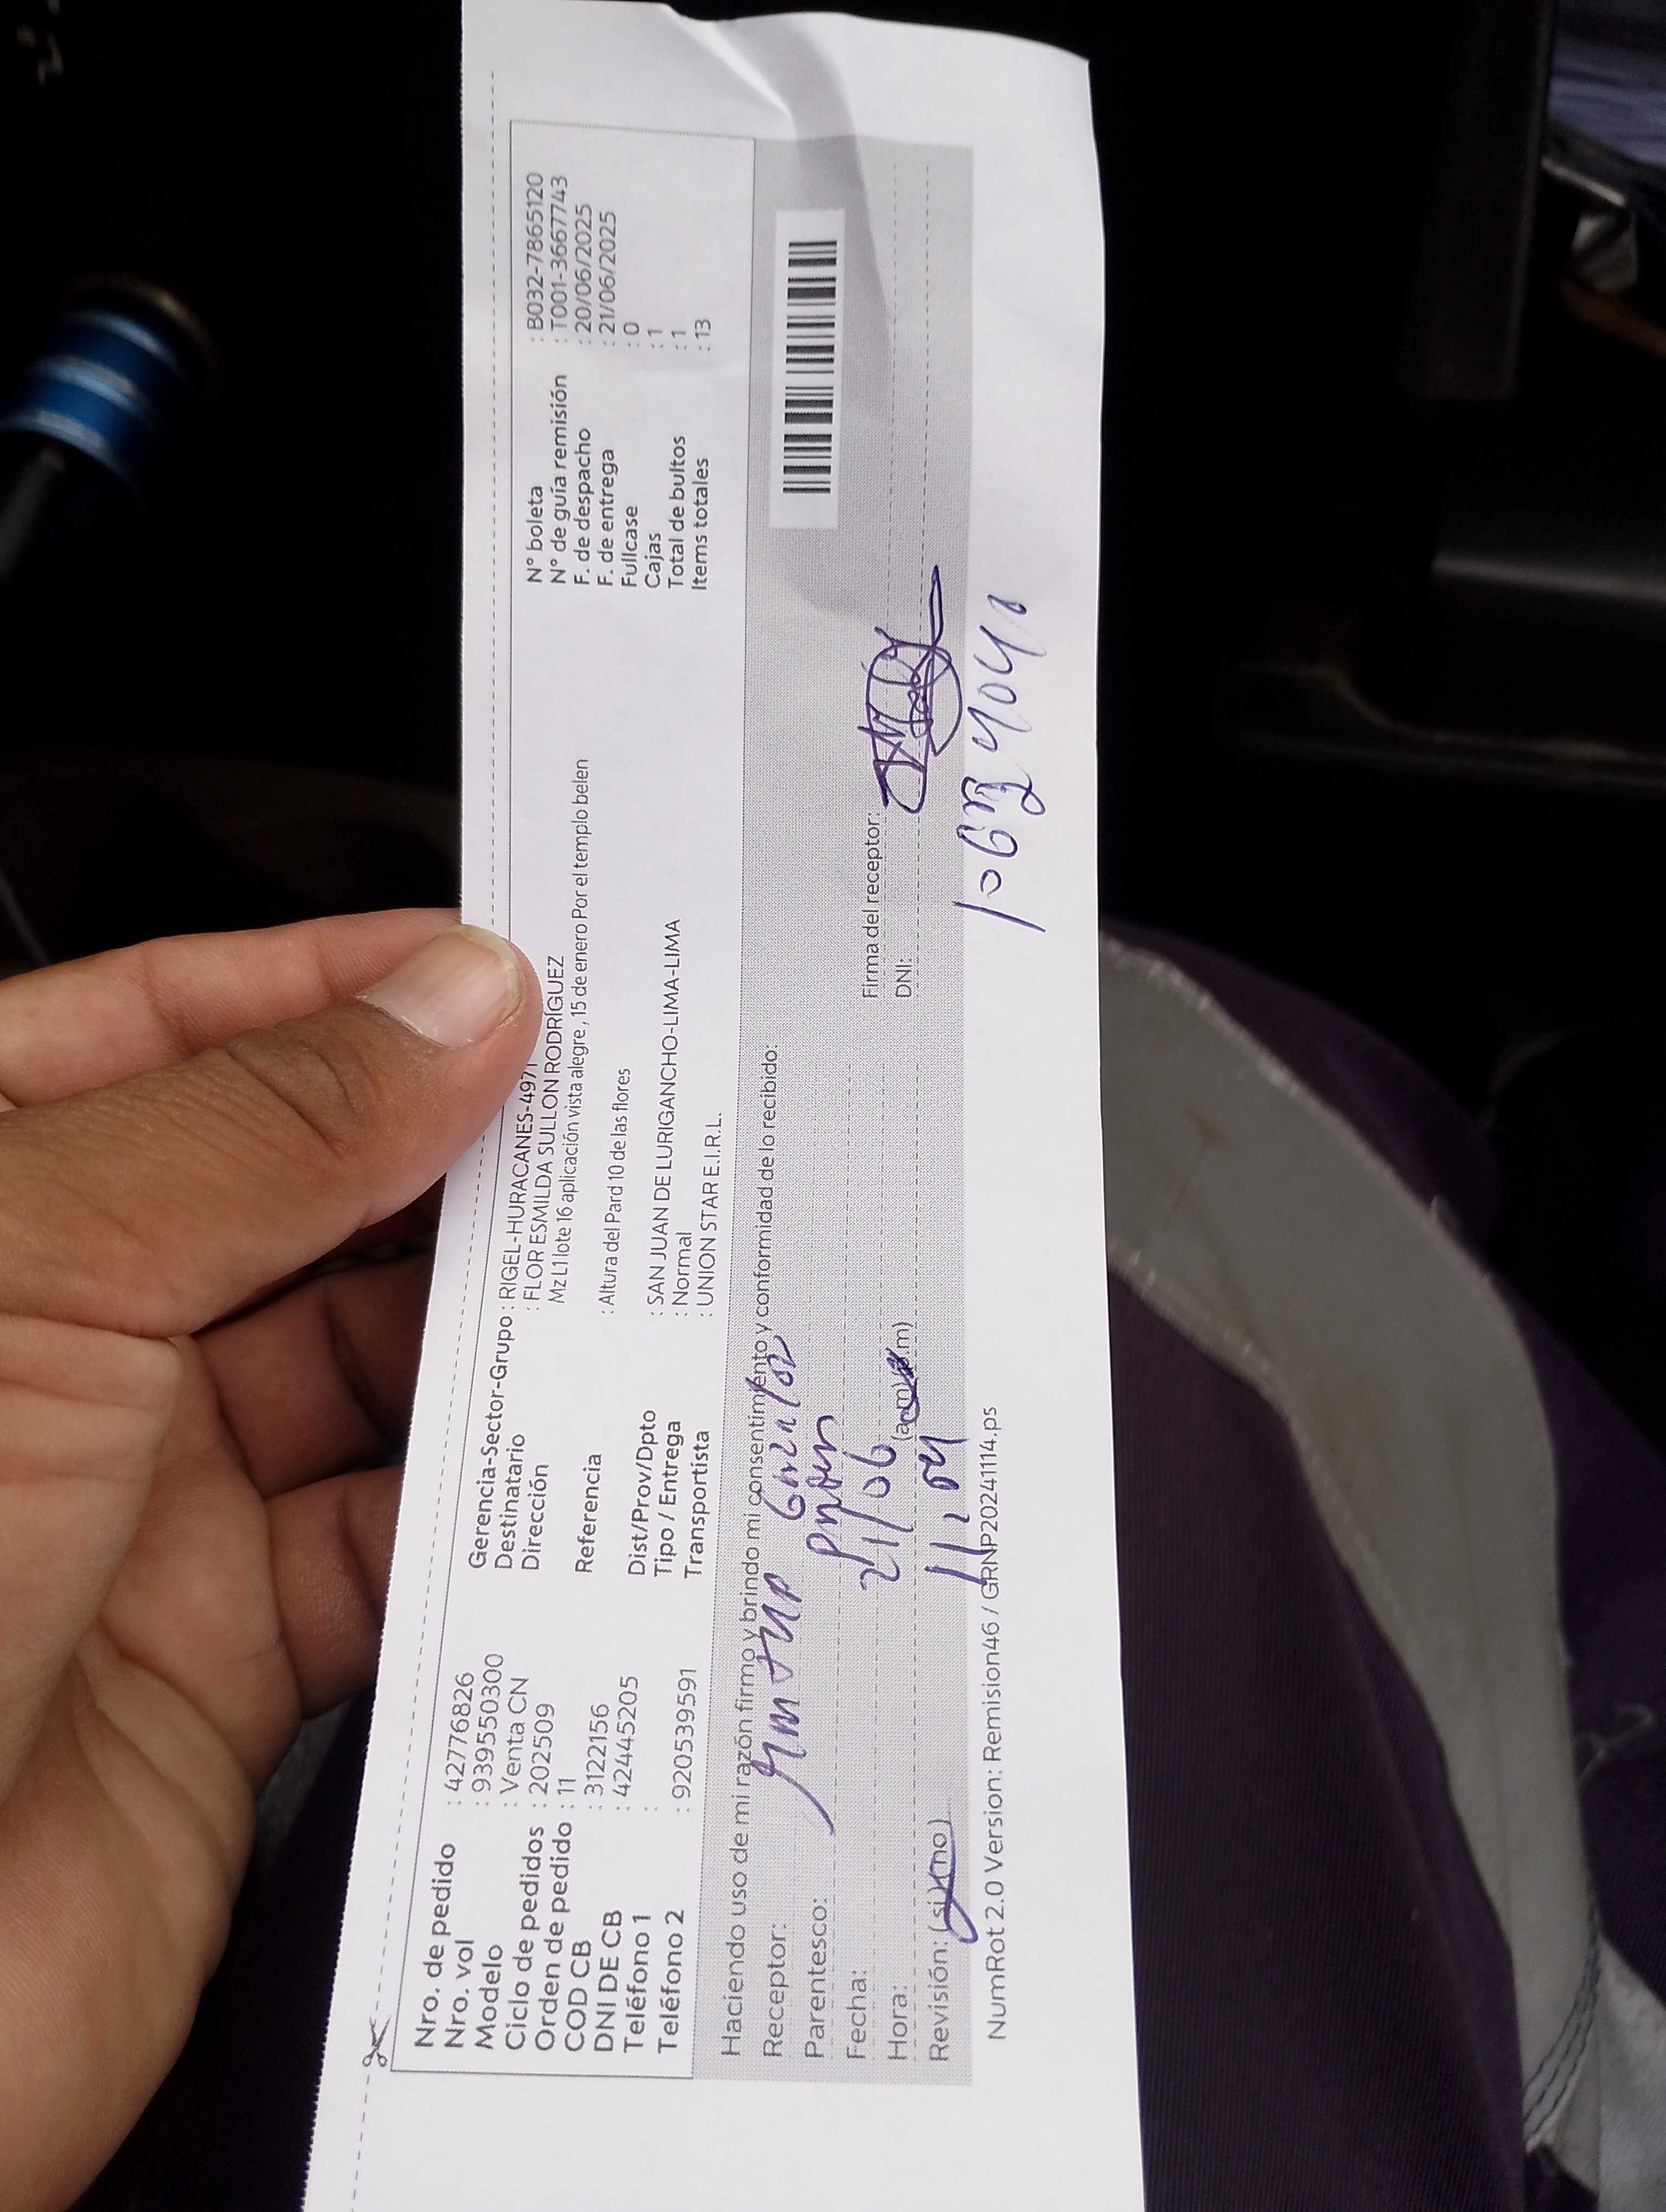 Nro. de pedido : 42776826
Nro. vol : 939550300
Modelo : Venta CN
Ciclo de pedidos : 202509
Orden de pedido : 11
COD CB : 3122156
DNI DE CB : 42445205
Teléfono 1 :
Teléfono 2 : 920539591
Gerencia-Sector-Grupo : RIGEL-HURACANES-4971
Destinatario : FLOR ESMILDA SULLON RODRÍGUEZ
Dirección Mz L1 lote 16 aplicación vista alegre, 15 de enero Por el templo belen
Referencia : Altura del Pard 10 de las flores
Dist/Prov/Dpto : SAN JUAN DE LURIGANCHO-LIMA-LIMA
Tipo / Entrega : Normal
Transportista : UNION STAR E.I.R.L.
N° boleta : B032-7865120
N° de guía remisión : T001-3667743
F. de despacho : 20/06/2025
F. de entrega : 21/06/2025
Fullcase : 0
Cajas : 1
Total de bultos : 1
Items totales : 13
Haciendo uso de mi razón firmo y brindo mi consentimiento y conformidad de lo recibido:
Receptor:
Parentesco:
Fecha: 21/06
Hora: 11:
Revisión: (si) (no)
Firma del receptor:
DNI:
NumRot 2.0 Version: Remision46 / GRNP20241114.ps